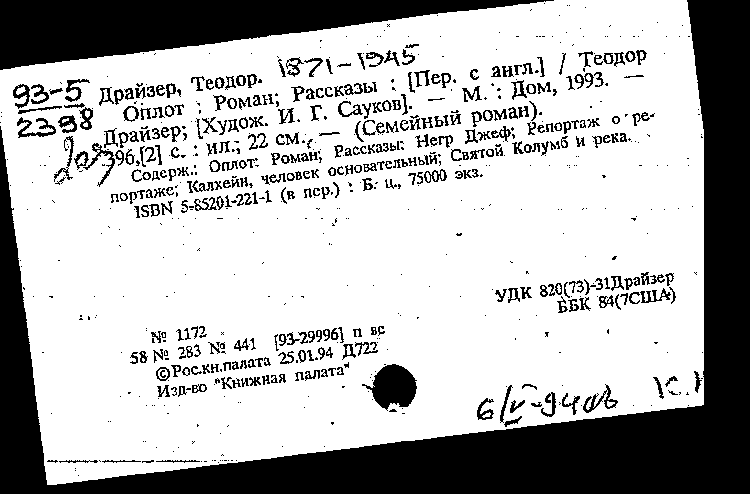 93-5
2398
Драйзер, Теодор. 1871-1945
Оплот ; Роман; Рассказы : [Пер. с англ.] / Теодор
Драйзер; [Худож. И. Г. Сауков]. — М. : Дом, 1993. —
396,[2] с. : ил.; 22 см. — (Семейный роман).
Содерж.: Оплот: Роман; Рассказы: Негр Джеф; Репортаж о ре-
портаже; Калхейн, человек основательный; Святой Колумб и река.
ISBN 5-85201-221-1 (в пер.) : Б. ц., 75000 экз.
УДК 820(73)-31Драйзер
ББК 84(7США)
№ 1172
58 № 283 № 441 [93-29996] п вс
©Рос.кн.палата 25.01.94 Д722
Изд-во "Книжная палата"
6/V-94